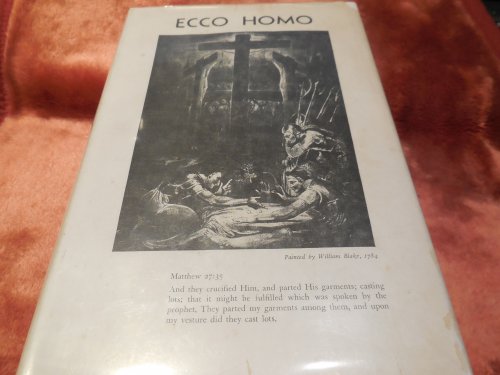 ECCO HOMO
Painted by William Blake, 1784
Matthew 27:35
And they crucified Him, and parted His garments; casting
lots; that it might be fulfilled which was spoken by the
prophet, They parted my garments among them, and upon
my vesture did they cast lots.